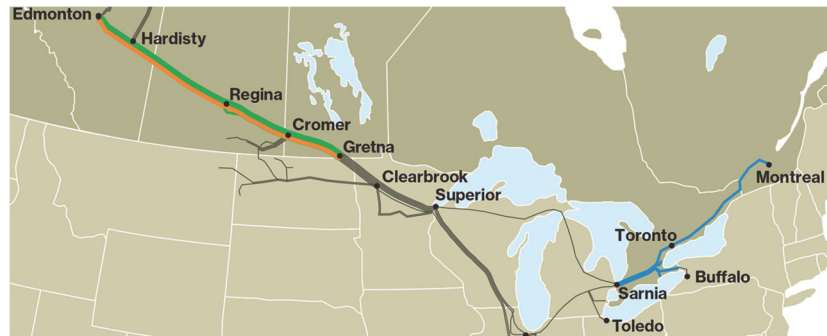 Edmonton
Hardisty
Regina
Cromer
Gretna
Clearbrook
Superior
Montreal
Toronto
Buffalo
Sarnia
Toledo